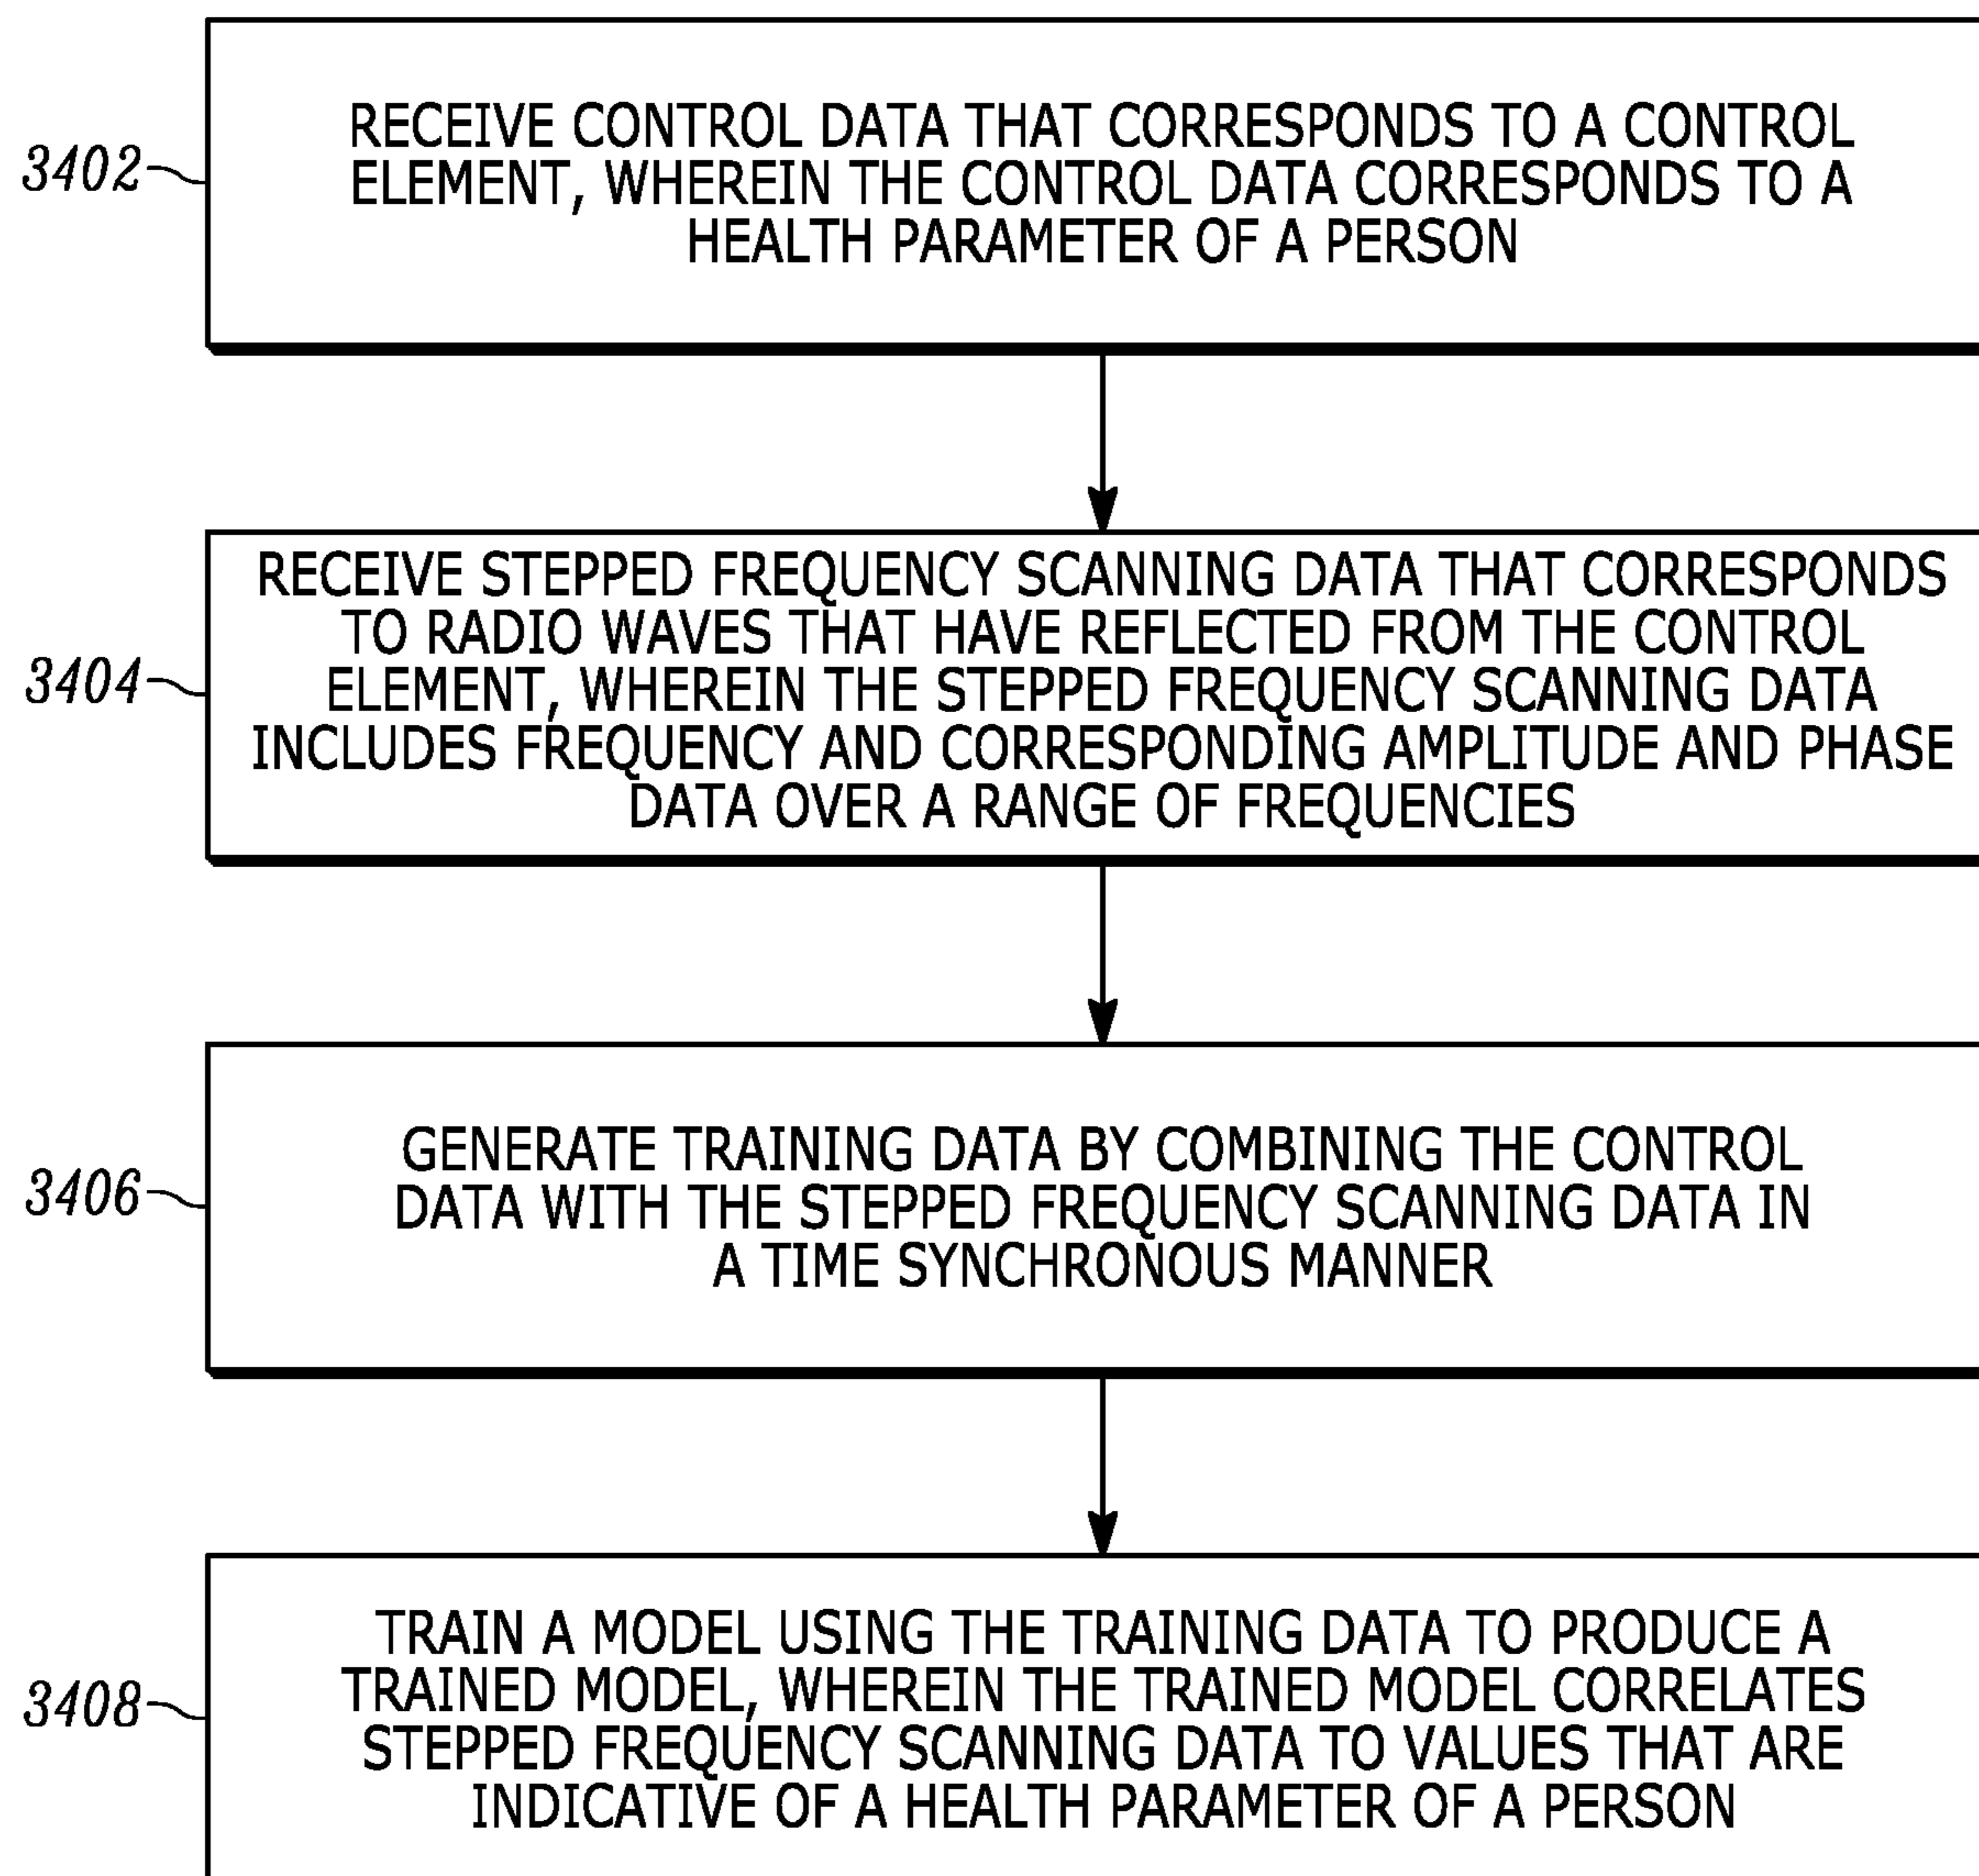 RECEIVE CONTROL DATA THAT CORRESPONDS TO A CONTROL
3402
ELEMENT, WHEREIN THE CONTROL DATA CORRESPONDS TO A
HEALTH PARAMETER OF A PERSON
RECEIVE STEPPED FREQUENCY SCANNING DATA THAT CORRESPONDS
TO RADIO WAVES THAT HAVE REFLECTED FROM THE CONTROL
3404
ELEMENT, WHEREIN THE STEPPED FREQUENCY SCANNING DATA
INCLUDES FREQUENCY AND CORRESPONDING AMPLITUDE AND PHASE
DATA OVER A RANGE OF FREQUENCIES
GENERATE TRAINING DATA BY COMBINING THE CONTROL
3406
DATA WITH THE STEPPED FREQUENCY SCANNING DATA IN
A TIME SYNCHRONOUS MANNER
TRAIN A MODEL USING THE TRAINING DATA TO PRODUCE A
TRAINED MODEL, WHEREIN THE TRAINED MODEL CORRELATES
3408
STEPPED FREQUENCY SCANNING DATA TO VALUES THAT ARE
INDICATIVE OF A HEALTH PARAMETER OF A PERSON